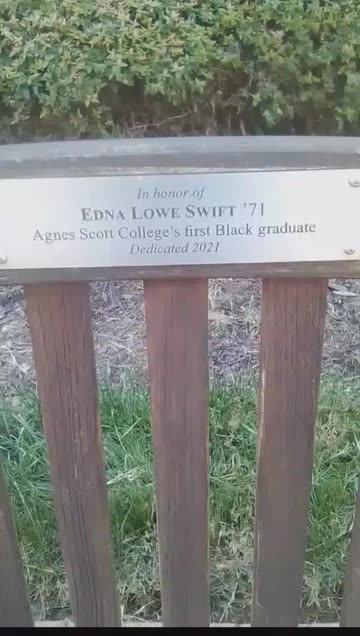 In honor of
EDNA LOWE SWIFT ’71
Agnes Scott College’s first Black graduate
Dedicated 2021